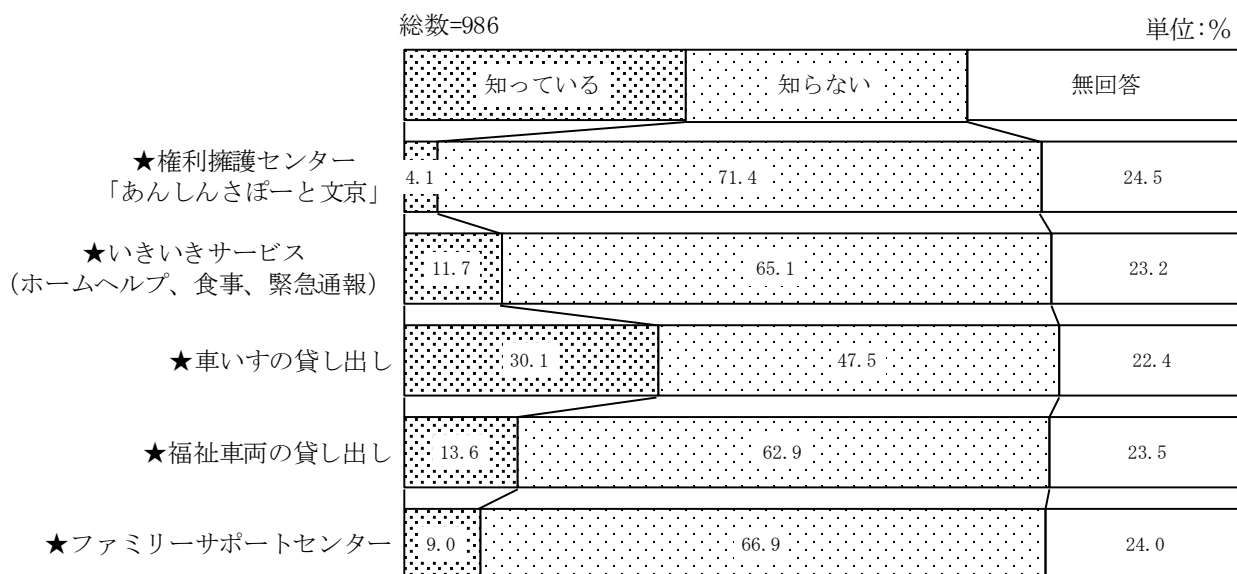 総数=986
単位:%
知っている 知らない 無回答
★権利擁護センター
「あんしんさぽーと文京」
4.1 71.4 24.5
★いきいきサービス
(ホームヘルプ、食事、緊急通報)
11.7 65.1 23.2
★車いすの貸し出し 30.1 47.5 22.4
★福祉車両の貸し出し 13.6 62.9 23.5
★ファミリーサポートセンター 9.0 66.9 24.0